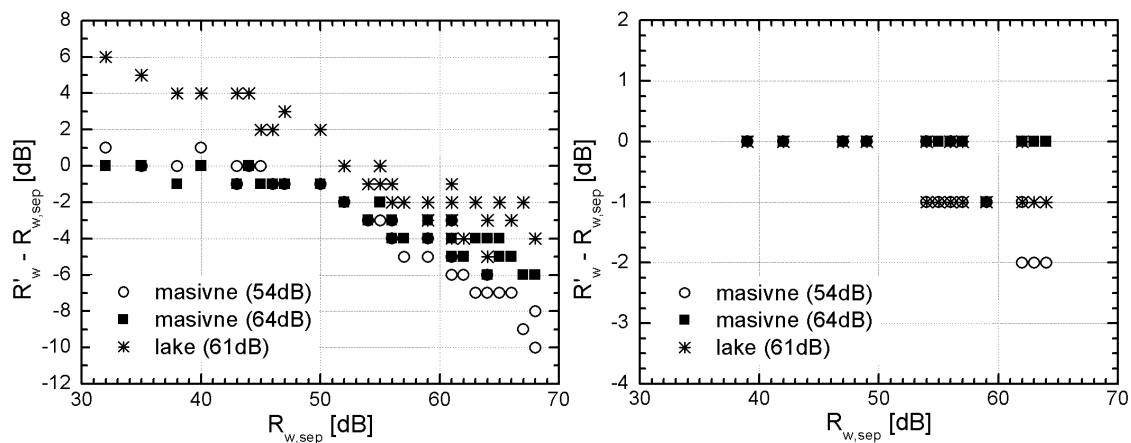 8
6
4
2
0
-2
-4
-6
-8
-10
-12
30
40
50
60
70
R'w - Rw,sep [dB]
Rw,sep [dB]
masivne (54dB)
masivne (64dB)
lake (61dB)
2
1
0
-1
-2
-3
-4
30
40
50
60
70
R'w - Rw,sep [dB]
Rw,sep [dB]
masivne (54dB)
masivne (64dB)
lake (61dB)